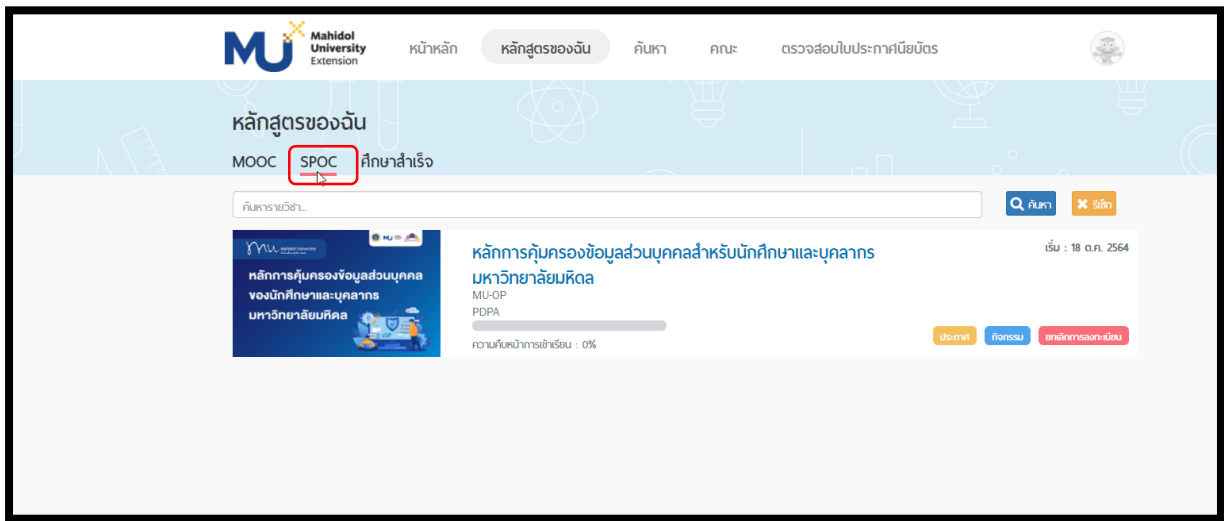 Mahidol
University
Extension
หน้าหลัก
หลักสูตรของฉัน
ค้นหา
คณะ
ตรวจสอบใบประกาศนียบัตร
หลักสูตรของฉัน
MOOC
SPOC
ศึกษาสำเร็จ
ค้นหารายวิชา...
ค้นหา
รีเซ็ท
หลักการคุ้มครองข้อมูลส่วนบุคคล
ของนักศึกษาและบุคลากร
มหาวิทยาลัยมหิดล
หลักการคุ้มครองข้อมูลส่วนบุคคลสำหรับนักศึกษาและบุคลากร
มหาวิทยาลัยมหิดล
MU-OP
PDPA
ความคืบหน้าการเข้าเรียน : 0%
เริ่ม : 18 ต.ค. 2564
ประกาศ
กิจกรรม
ยกเลิกการลงทะเบียน